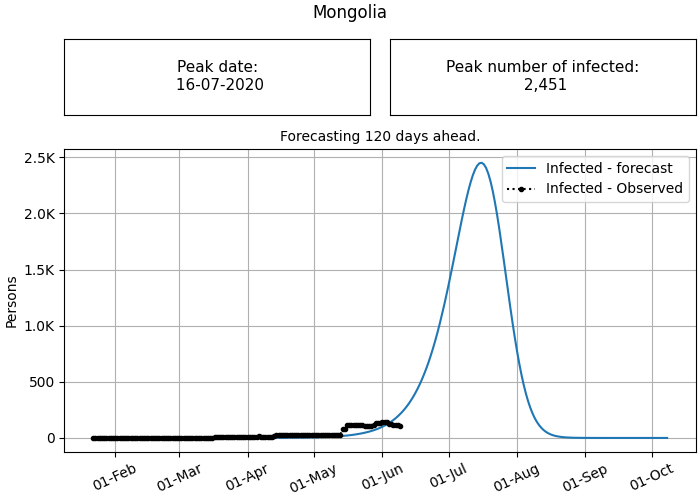 Mongolia
Peak date:
16-07-2020
Peak number of infected:
2,451
Forecasting 120 days ahead.
2.5K
2.0K
1.5K
1.0K
500
0
Persons
Infected - forecast
Infected - Observed
01-Feb
01-Mar
01-Apr
01-May
01-Jun
01-Jul
01-Aug
01-Sep
01-Oct